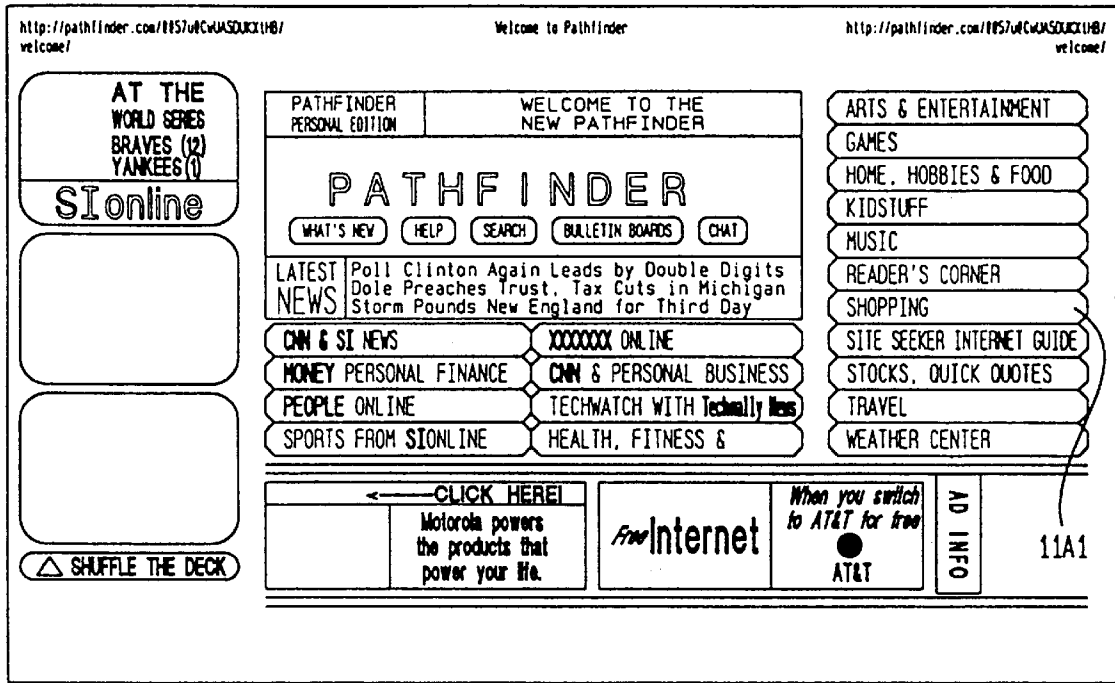 http://pathfinder.com/@@S7u@CwUASDUKXtHB/
welcome/
Welcome to Pathfinder
http://pathfinder.com/@@S7u@CwUASDUKXtHB/
welcome/
AT THE
WORLD SERIES
BRAVES (12)
YANKEES(1)
SIonline
△ SHUFFLE THE DECK
PATHFINDER
PERSONAL EDITION
WELCOME TO THE
NEW PATHFINDER
PATHFINDER
WHAT'S NEW HELP SEARCH BULLETIN BOARDS CHAT
LATEST
NEWS
Poll Clinton Again Leads by Double Digits
Dole Preaches Trust, Tax Cuts in Michigan
Storm Pounds New England for Third Day
CNN & SI NEWS
XXXXXXX ONLINE
MONEY PERSONAL FINANCE
CNN & PERSONAL BUSINESS
PEOPLE ONLINE
TECHWATCH WITH Technally News
SPORTS FROM SIONLINE
HEALTH, FITNESS &
ARTS & ENTERTAINMENT
GAMES
HOME, HOBBIES & FOOD
KIDSTUFF
MUSIC
READER'S CORNER
SHOPPING
SITE SEEKER INTERNET GUIDE
STOCKS, QUICK QUOTES
TRAVEL
WEATHER CENTER
CLICK HERE!
Motorola powers
the products that
power your life.
Free Internet
When you switch
to AT&T for free
AT&T
AD INFO
11A1